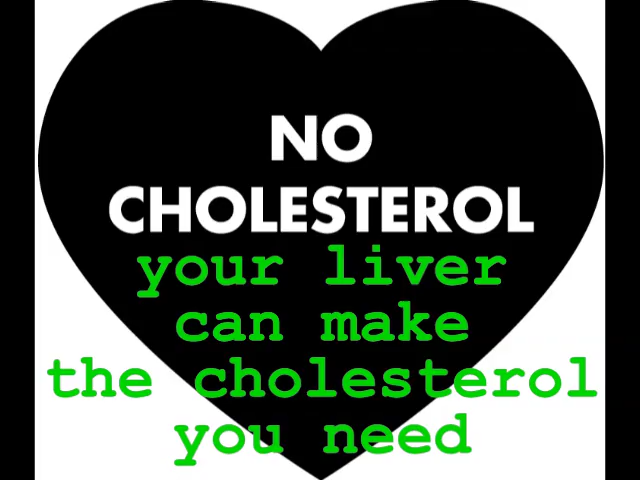 NO
CHOLESTEROL
your liver
can make
the cholesterol
you need